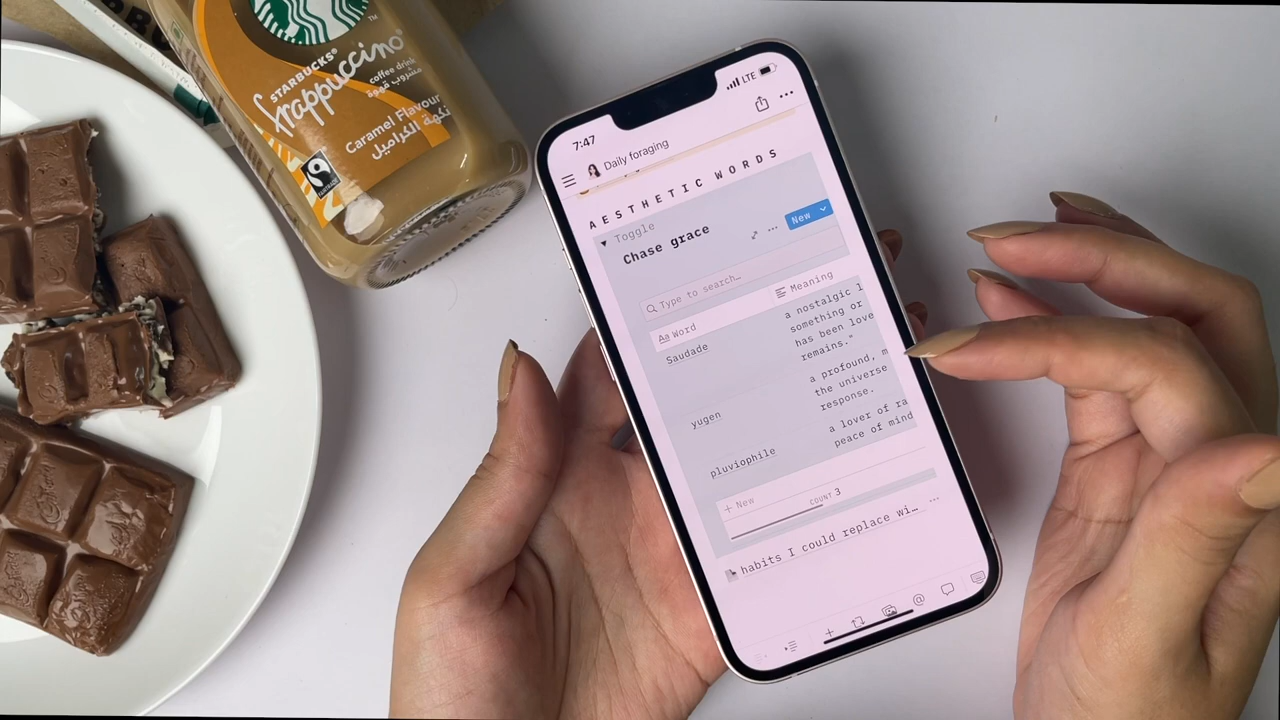 STARBUCKS®
frappuccino®
coffee drink
مشروب قهوة
Caramel Flavour
نكهة الكراميل
FAIRTRADE
7:47
LTE
Daily foraging
AESTHETIC WORDS
Toggle
Chase grace
New
Type to search…
Aa Word
Meaning
Saudade
a nostalgic l
something or
has been love
remains."
yugen
a profound, m
the universe
response.
pluviophile
a lover of ra
peace of mind
+ New
COUNT 3
habits I could replace wi…